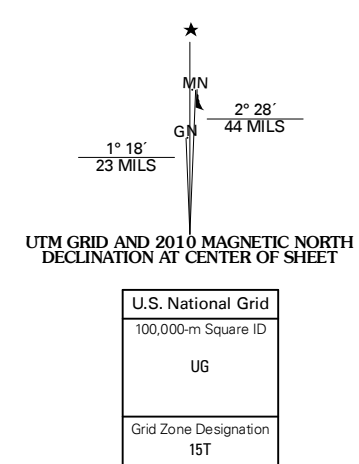 MN
2° 28´
44 MILS
GN
1° 18´
23 MILS
UTM GRID AND 2010 MAGNETIC NORTH
DECLINATION AT CENTER OF SHEET
U.S. National Grid
100,000-m Square ID
UG
Grid Zone Designation
15T